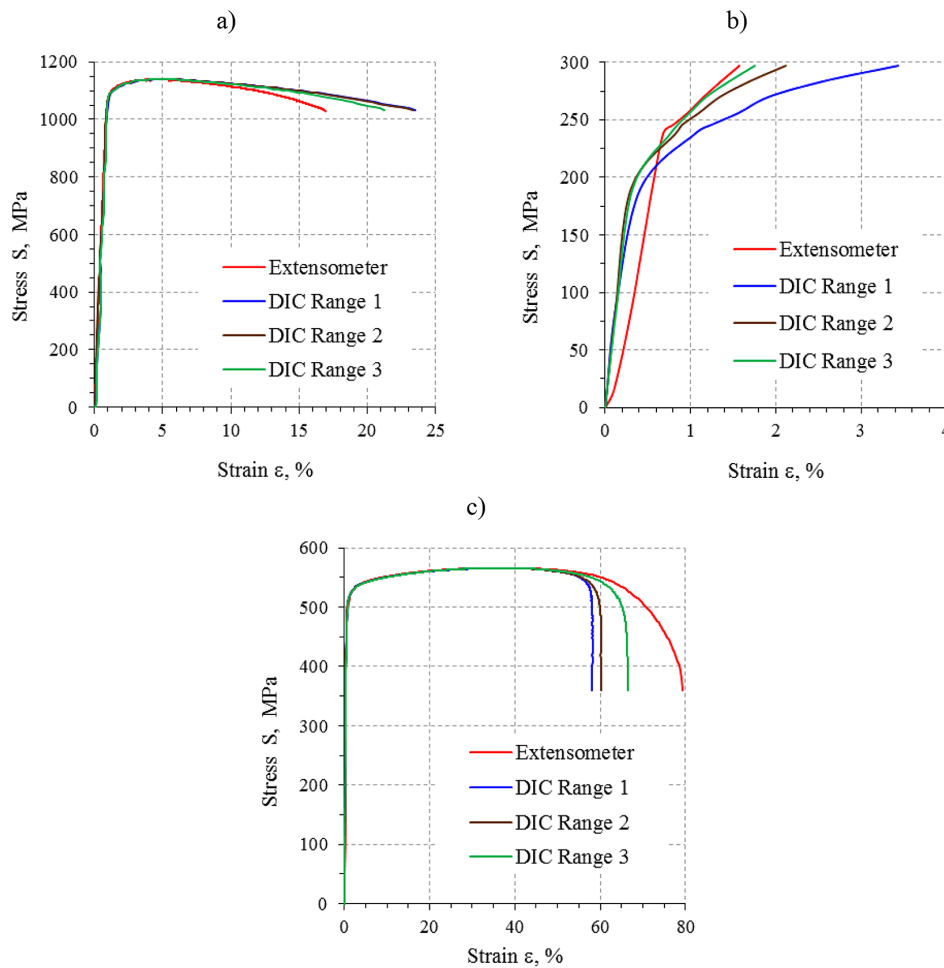 a)
1200
1000
800
600
400
200
0
Stress S, MPa
Extensometer
DIC Range 1
DIC Range 2
DIC Range 3
0 5 10 15 20 25
Strain ε, %
b)
300
250
200
150
100
50
0
Stress S, MPa
Extensometer
DIC Range 1
DIC Range 2
DIC Range 3
0 1 2 3 4
Strain ε, %
c)
600
500
400
300
200
100
0
Stress S, MPa
Extensometer
DIC Range 1
DIC Range 2
DIC Range 3
0 20 40 60 80
Strain ε, %